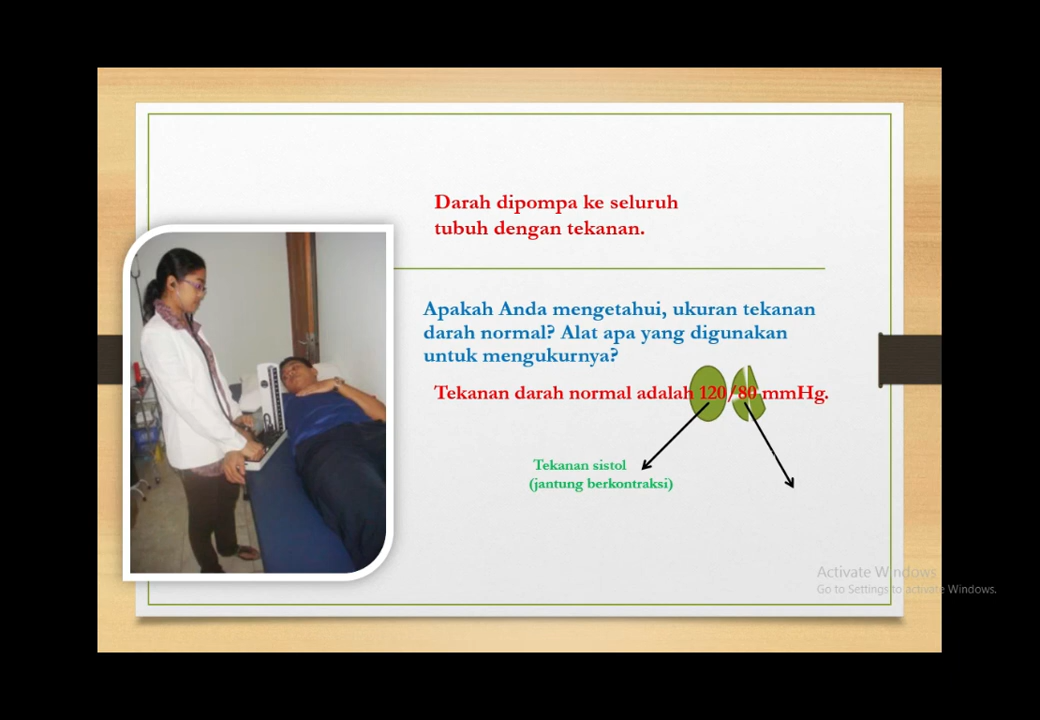 Darah dipompa ke seluruh
tubuh dengan tekanan.
Apakah Anda mengetahui, ukuran tekanan
darah normal? Alat apa yang digunakan
untuk mengukurnya?
Tekanan darah normal adalah 120/80 mmHg.
Tekanan sistol
(jantung berkontraksi)
Activate Windows
Go to Settings to activate Windows.